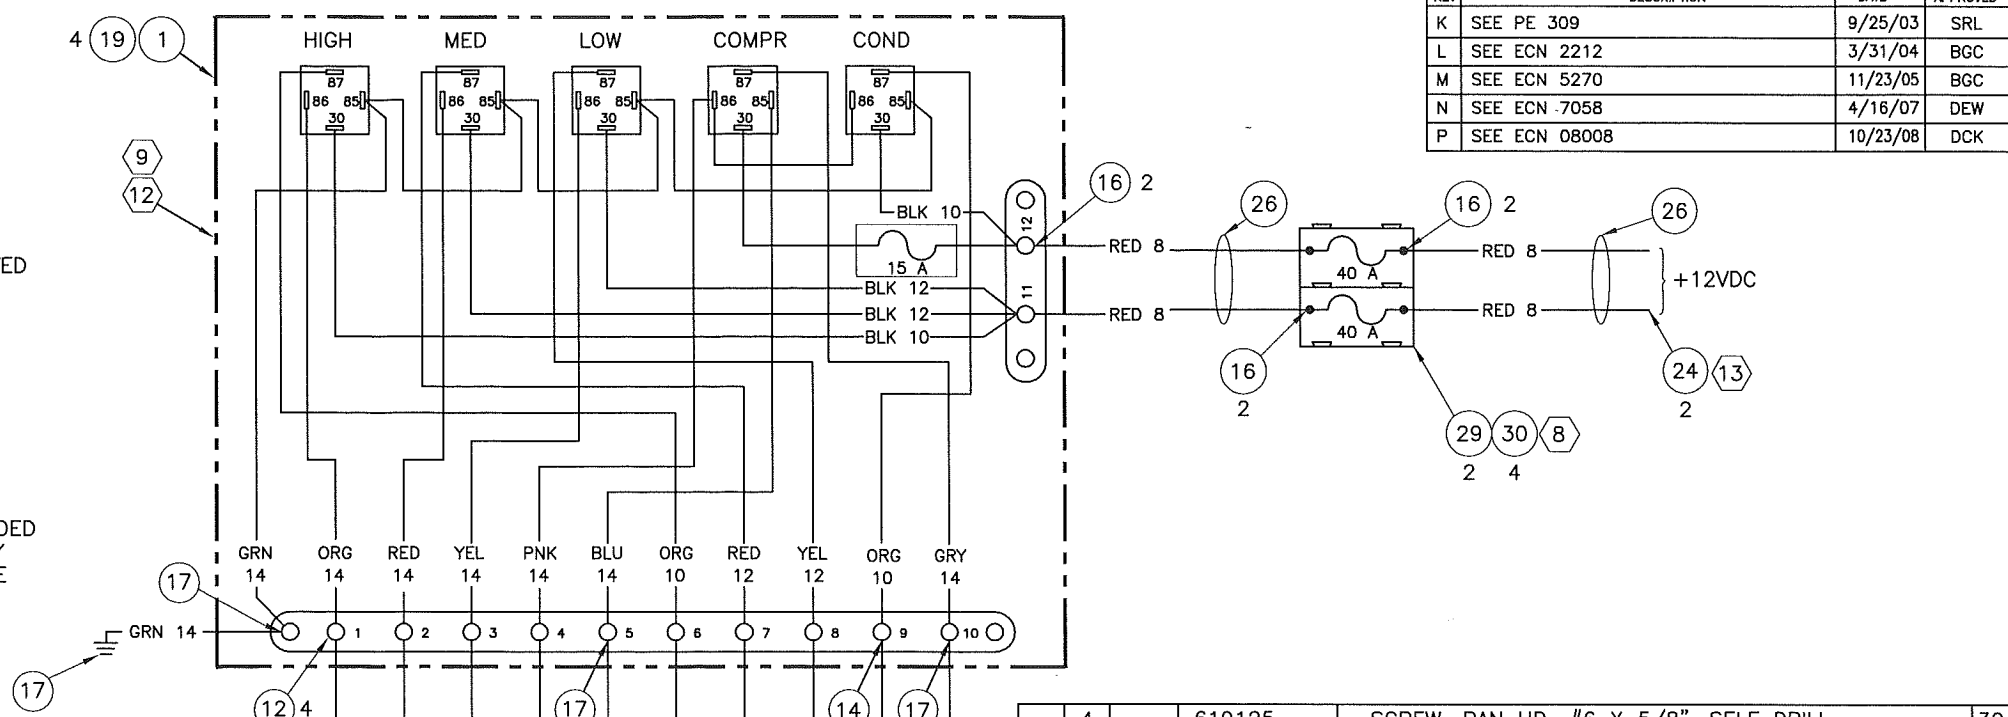 4 19 1
HIGH MED LOW COMPR COND
87 87 87 87 87
86 85 86 85 86 85 86 85 86 85
30 30 30 30 30
K SEE PE 309 9/25/03 SRL
L SEE ECN 2212 3/31/04 BGC
M SEE ECN 5270 11/23/05 BGC
N SEE ECN 7058 4/16/07 DEW
P SEE ECN 08008 10/23/08 DCK
9
12
BLK 10
15 A
BLK 12
BLK 12
BLK 10
12
11
16 2
RED 8
RED 8
26
16 2
26
40 A
40 A
RED 8
RED 8
+12VDC
16
2
24 13
2
29 30 8
2 4
GRN ORG RED YEL PNK BLU ORG RED YEL ORG GRY
14 14 14 14 14 14 10 12 12 10 14
17
GRN 14
1 2 3 4 5 6 7 8 9 10
17
12 4
17
14
17
4 610125 SCREW, PAN HD, #6 X 5/8", SELF DRILL 30